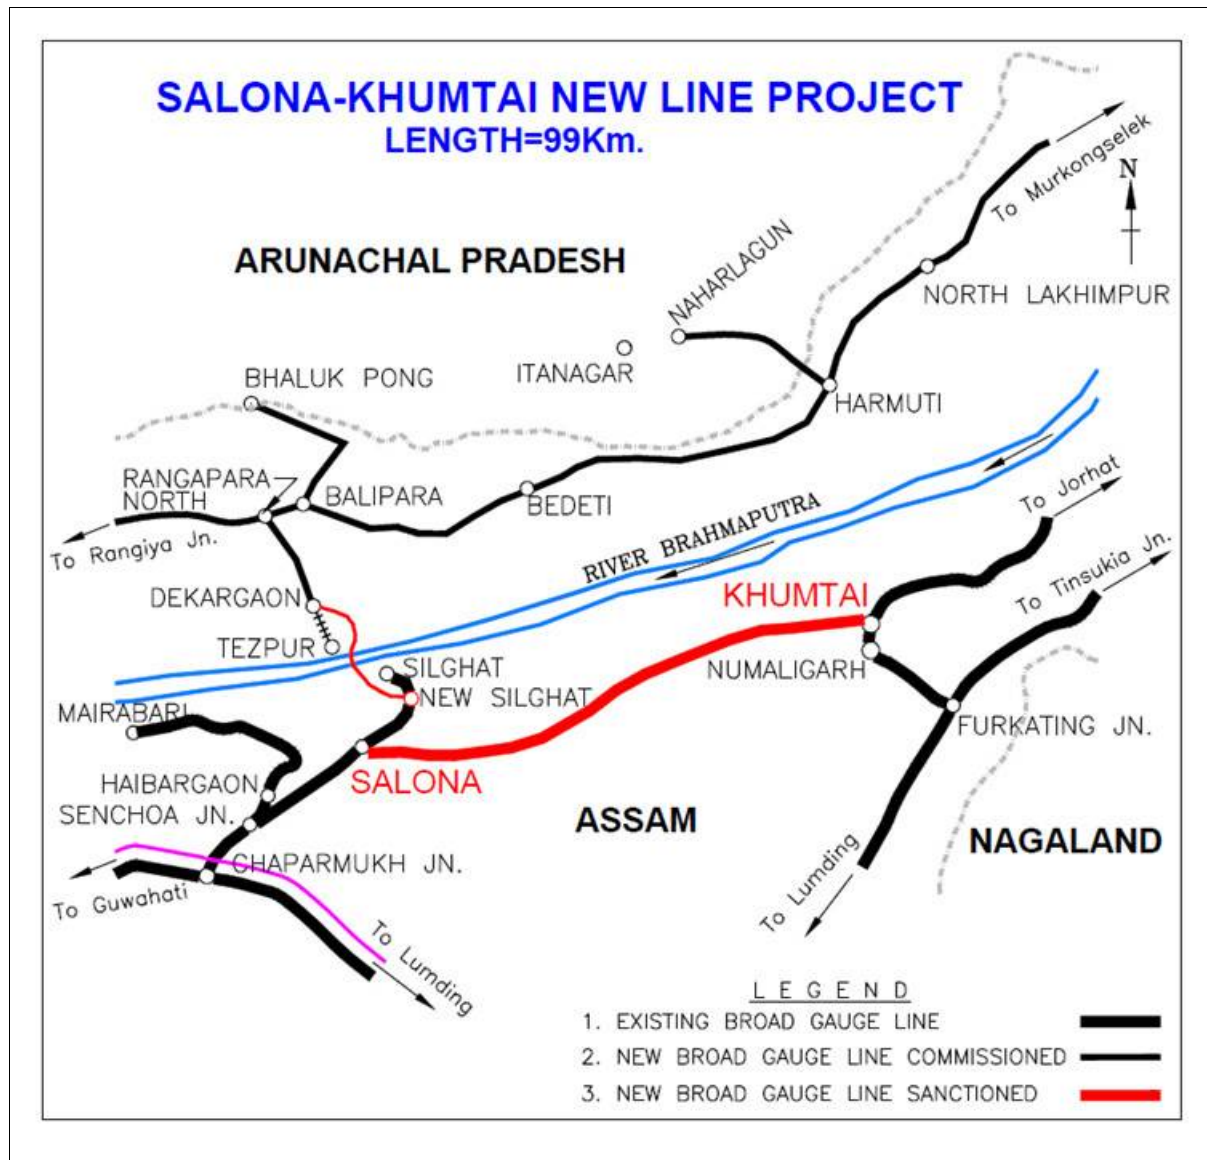 SALONA-KHUMTAI NEW LINE PROJECT
LENGTH=99Km.
To Murkongselek
N
ARUNACHAL PRADESH
NAHARLAGUN
NORTH LAKHIMPUR
ITANAGAR
BHALUK PONG
HARMUTI
RANGAPARA
NORTH
BALIPARA
BEDETI
To Jorhat
To Rangiya Jn.
RIVER BRAHMAPUTRA
To Tinsukia Jn.
DEKARGAON
KHUMTAI
TEZPUR
SILGHAT
NUMALIGARH
NEW SILGHAT
MAIRABARI
FURKATING JN.
HAIBARGAON
SALONA
SENCHOA JN.
ASSAM
NAGALAND
CHAPARMUKH JN.
To Guwahati
To Lumding
To Lumding
LEGEND
1. EXISTING BROAD GAUGE LINE
2. NEW BROAD GAUGE LINE COMMISSIONED
3. NEW BROAD GAUGE LINE SANCTIONED